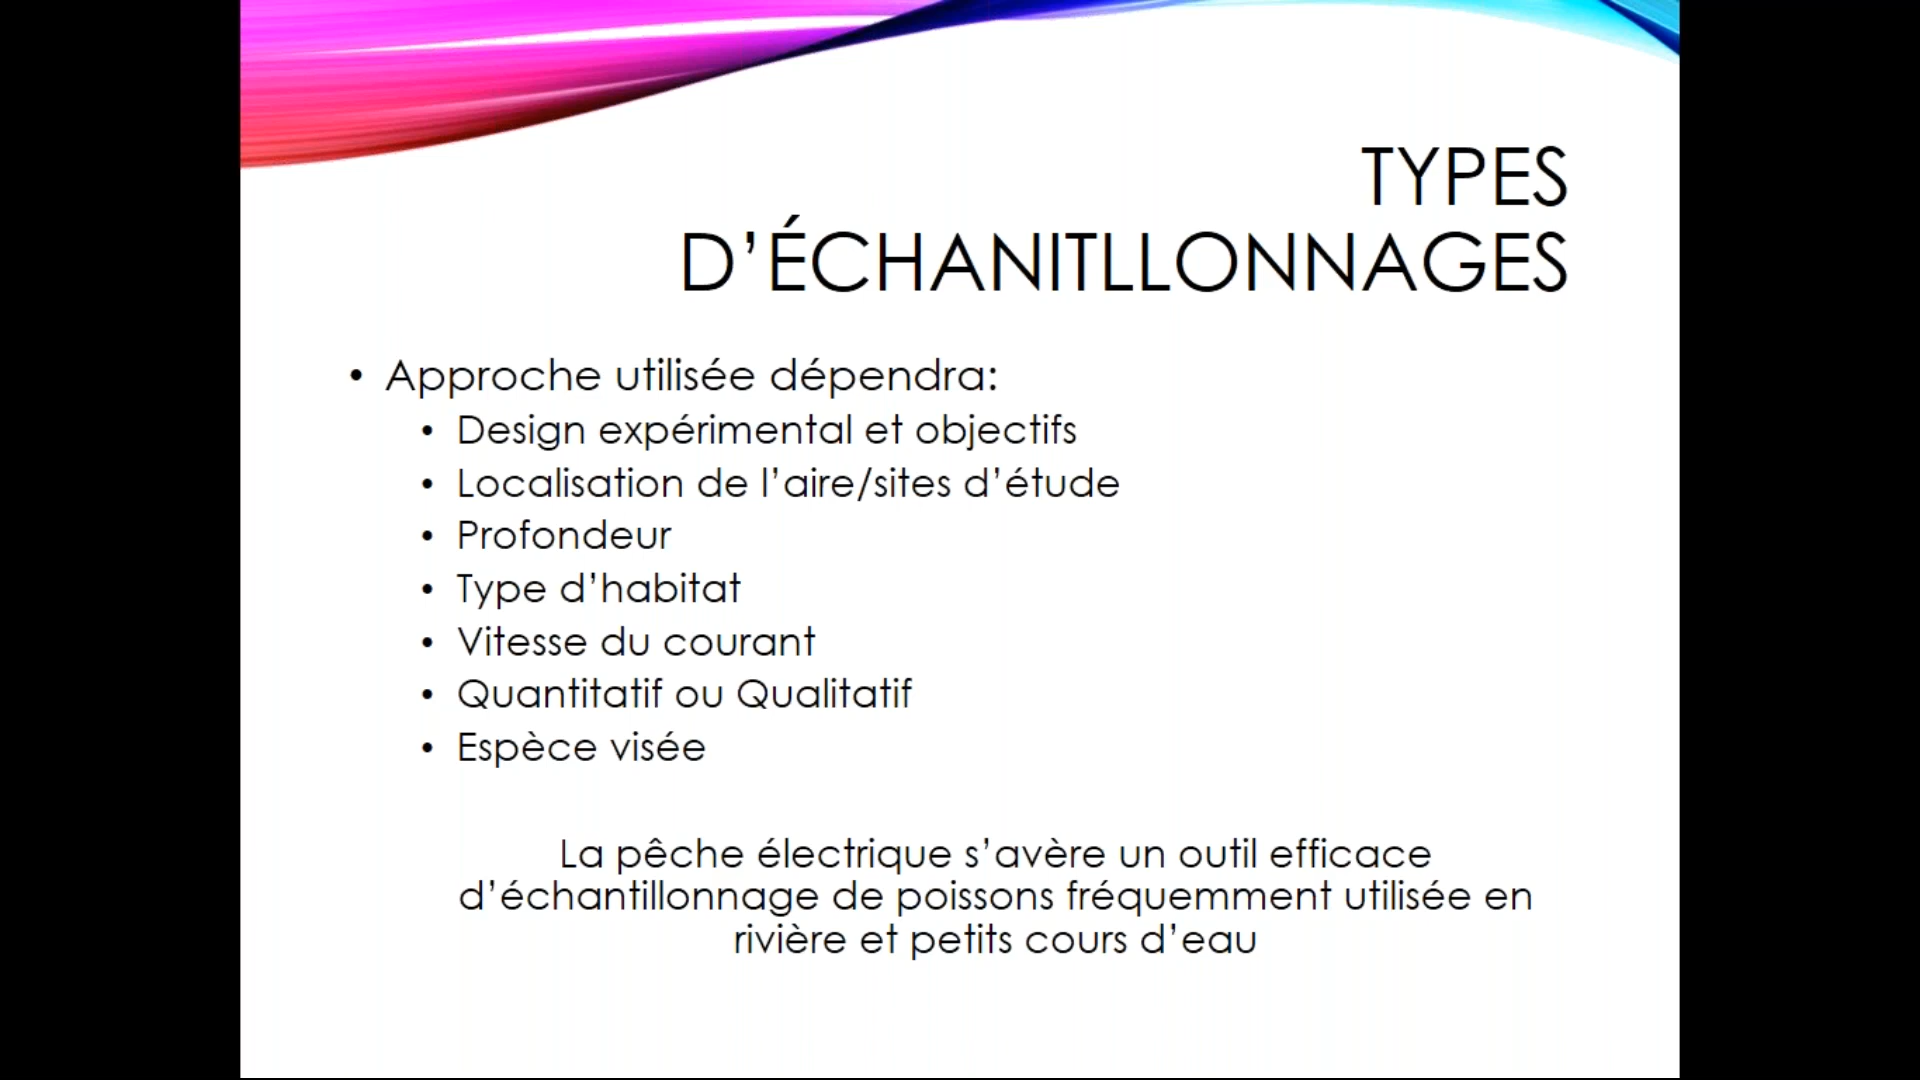 TYPES
D’ÉCHANITLLONNAGES
• Approche utilisée dépendra:
• Design expérimental et objectifs
• Localisation de l’aire/sites d’étude
• Profondeur
• Type d’habitat
• Vitesse du courant
• Quantitatif ou Qualitatif
• Espèce visée
La pêche électrique s’avère un outil efficace
d’échantillonnage de poissons fréquemment utilisée en
rivière et petits cours d’eau